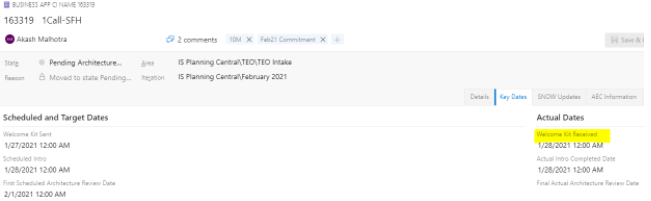 BUSINESS APP CI NAME 163319
163319 1Call-SFH
Akash Malhotra
2 comments
10M ✕
Feb21 Commitment ✕
+
Save &
State
Pending Architecture...
Area
IS Planning Central\TEO\TEO Intake
Reason
Moved to state Pending...
Iteration
IS Planning Central\February 2021
Details
Key Dates
SNOW Updates
AEC Information
Scheduled and Target Dates
Actual Dates
Welcome Kit Sent
Welcome Kit Received
1/27/2021 12:00 AM
1/28/2021 12:00 AM
Scheduled Intro
Actual Intro Completed Date
1/28/2021 12:00 AM
1/28/2021 12:00 AM
First Scheduled Architecture Review Date
Final Actual Architecture Review Date
2/1/2021 12:00 AM